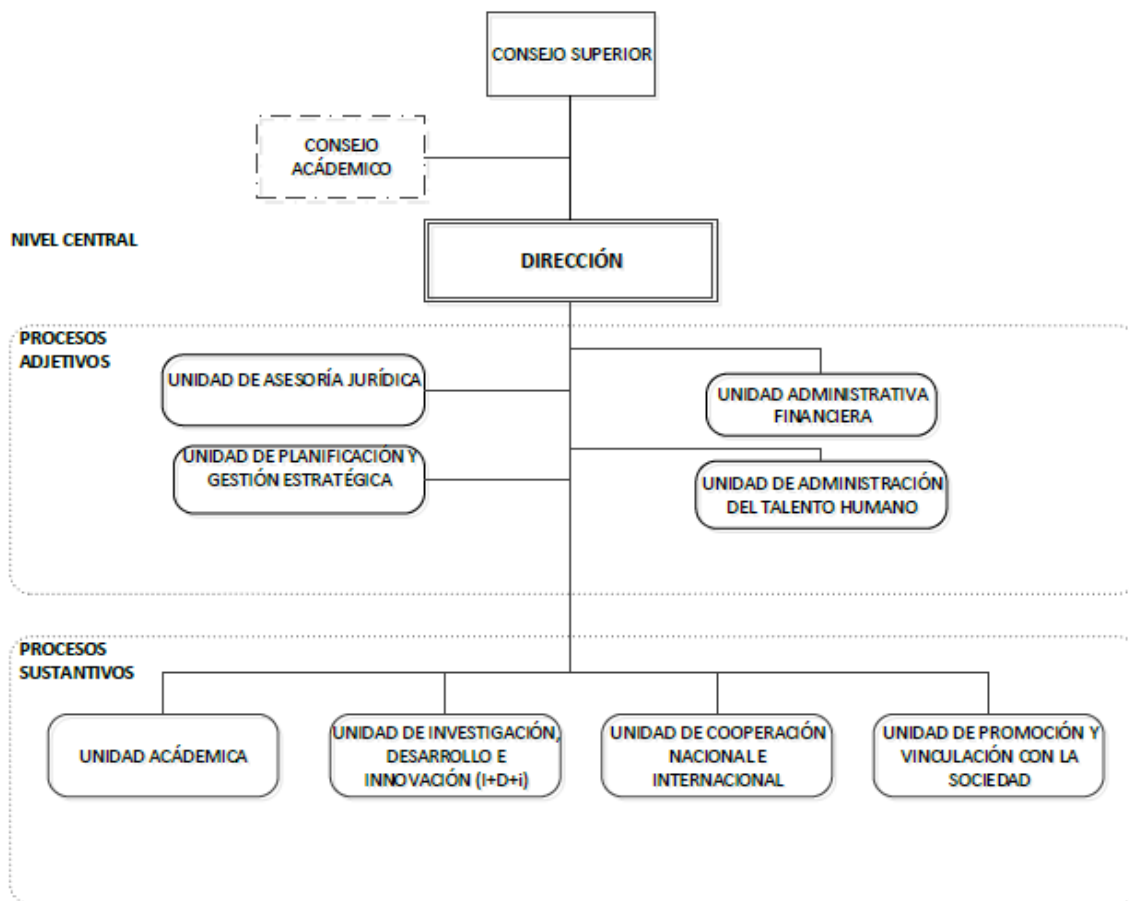 CONSEJO SUPERIOR
CONSEJO
ACÁDEMICO
NIVEL CENTRAL
DIRECCIÓN
PROCESOS
ADJETIVOS
UNIDAD DE ASESORÍA JURÍDICA
UNIDAD ADMINISTRATIVA
FINANCIERA
UNIDAD DE PLANIFICACIÓN Y
GESTIÓN ESTRATÉGICA
UNIDAD DE ADMINISTRACIÓN
DEL TALENTO HUMANO
PROCESOS
SUSTANTIVOS
UNIDAD ACÁDEMICA
UNIDAD DE INVESTIGACIÓN,
DESARROLLO E
INNOVACIÓN (I+D+i)
UNIDAD DE COOPERACIÓN
NACIONAL E
INTERNACIONAL
UNIDAD DE PROMOCIÓN Y
VINCULACIÓN CON LA
SOCIEDAD